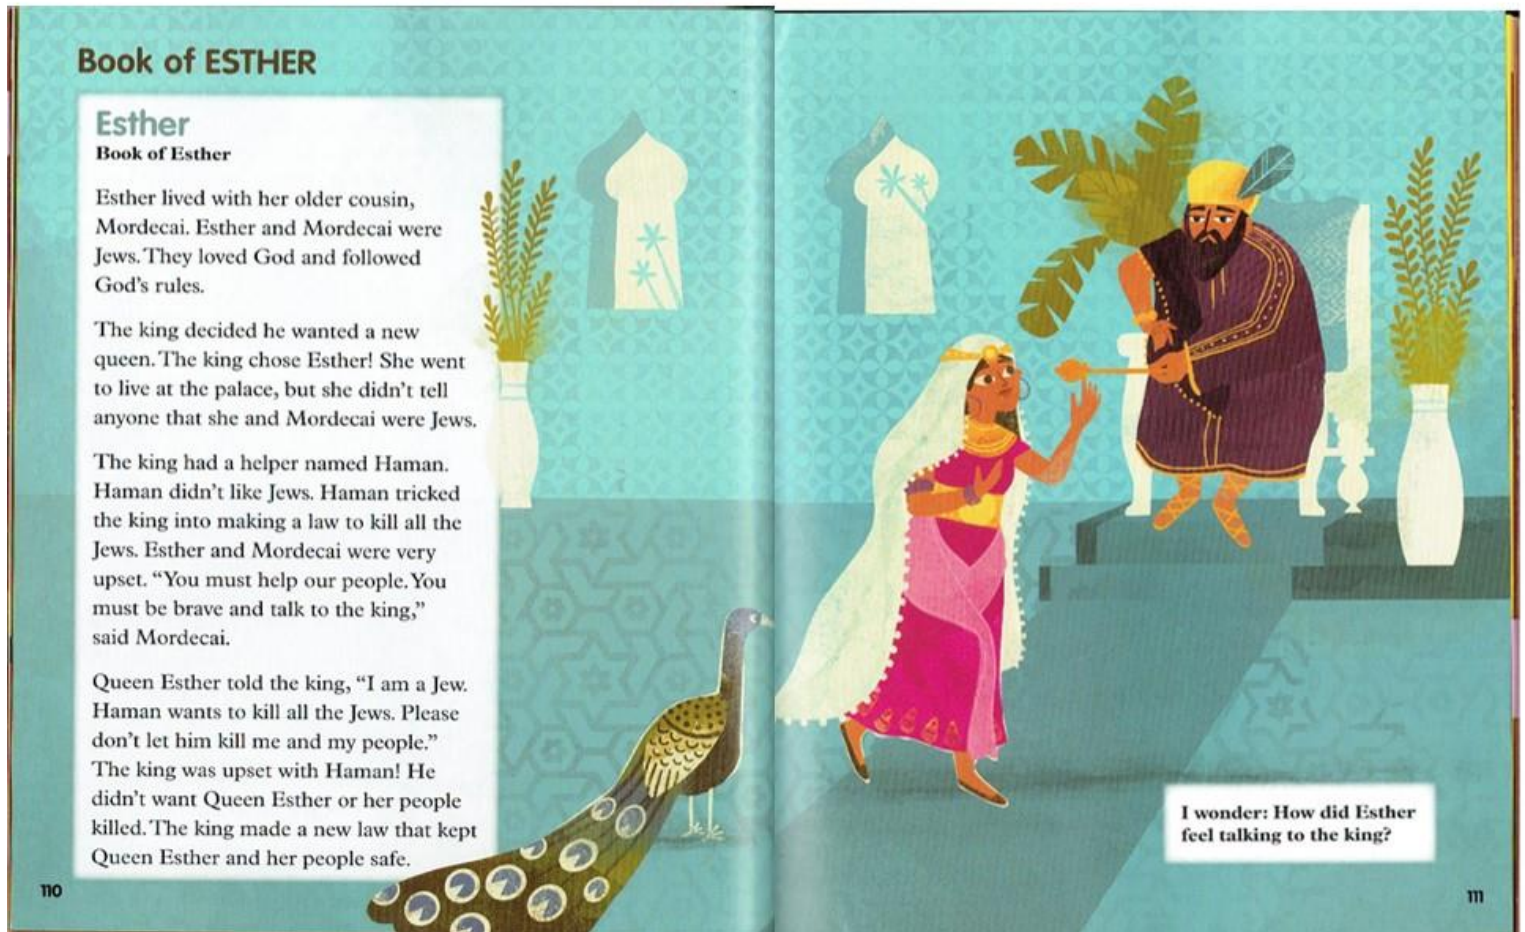 Book of ESTHER
Esther
Book of Esther
Esther lived with her older cousin,
Mordecai. Esther and Mordecai were
Jews. They loved God and followed
God's rules.
The king decided he wanted a new
queen. The king chose Esther! She went
to live at the palace, but she didn't tell
anyone that she and Mordecai were Jews.
The king had a helper named Haman.
Haman didn't like Jews. Haman tricked
the king into making a law to kill all the
Jews. Esther and Mordecai were very
upset. “You must help our people. You
must be brave and talk to the king,”
said Mordecai.
Queen Esther told the king, “I am a Jew.
Haman wants to kill all the Jews. Please
don't let him kill me and my people.”
The king was upset with Haman! He
didn't want Queen Esther or her people
killed. The king made a new law that kept
Queen Esther and her people safe.
110
I wonder: How did Esther
feel talking to the king?
111